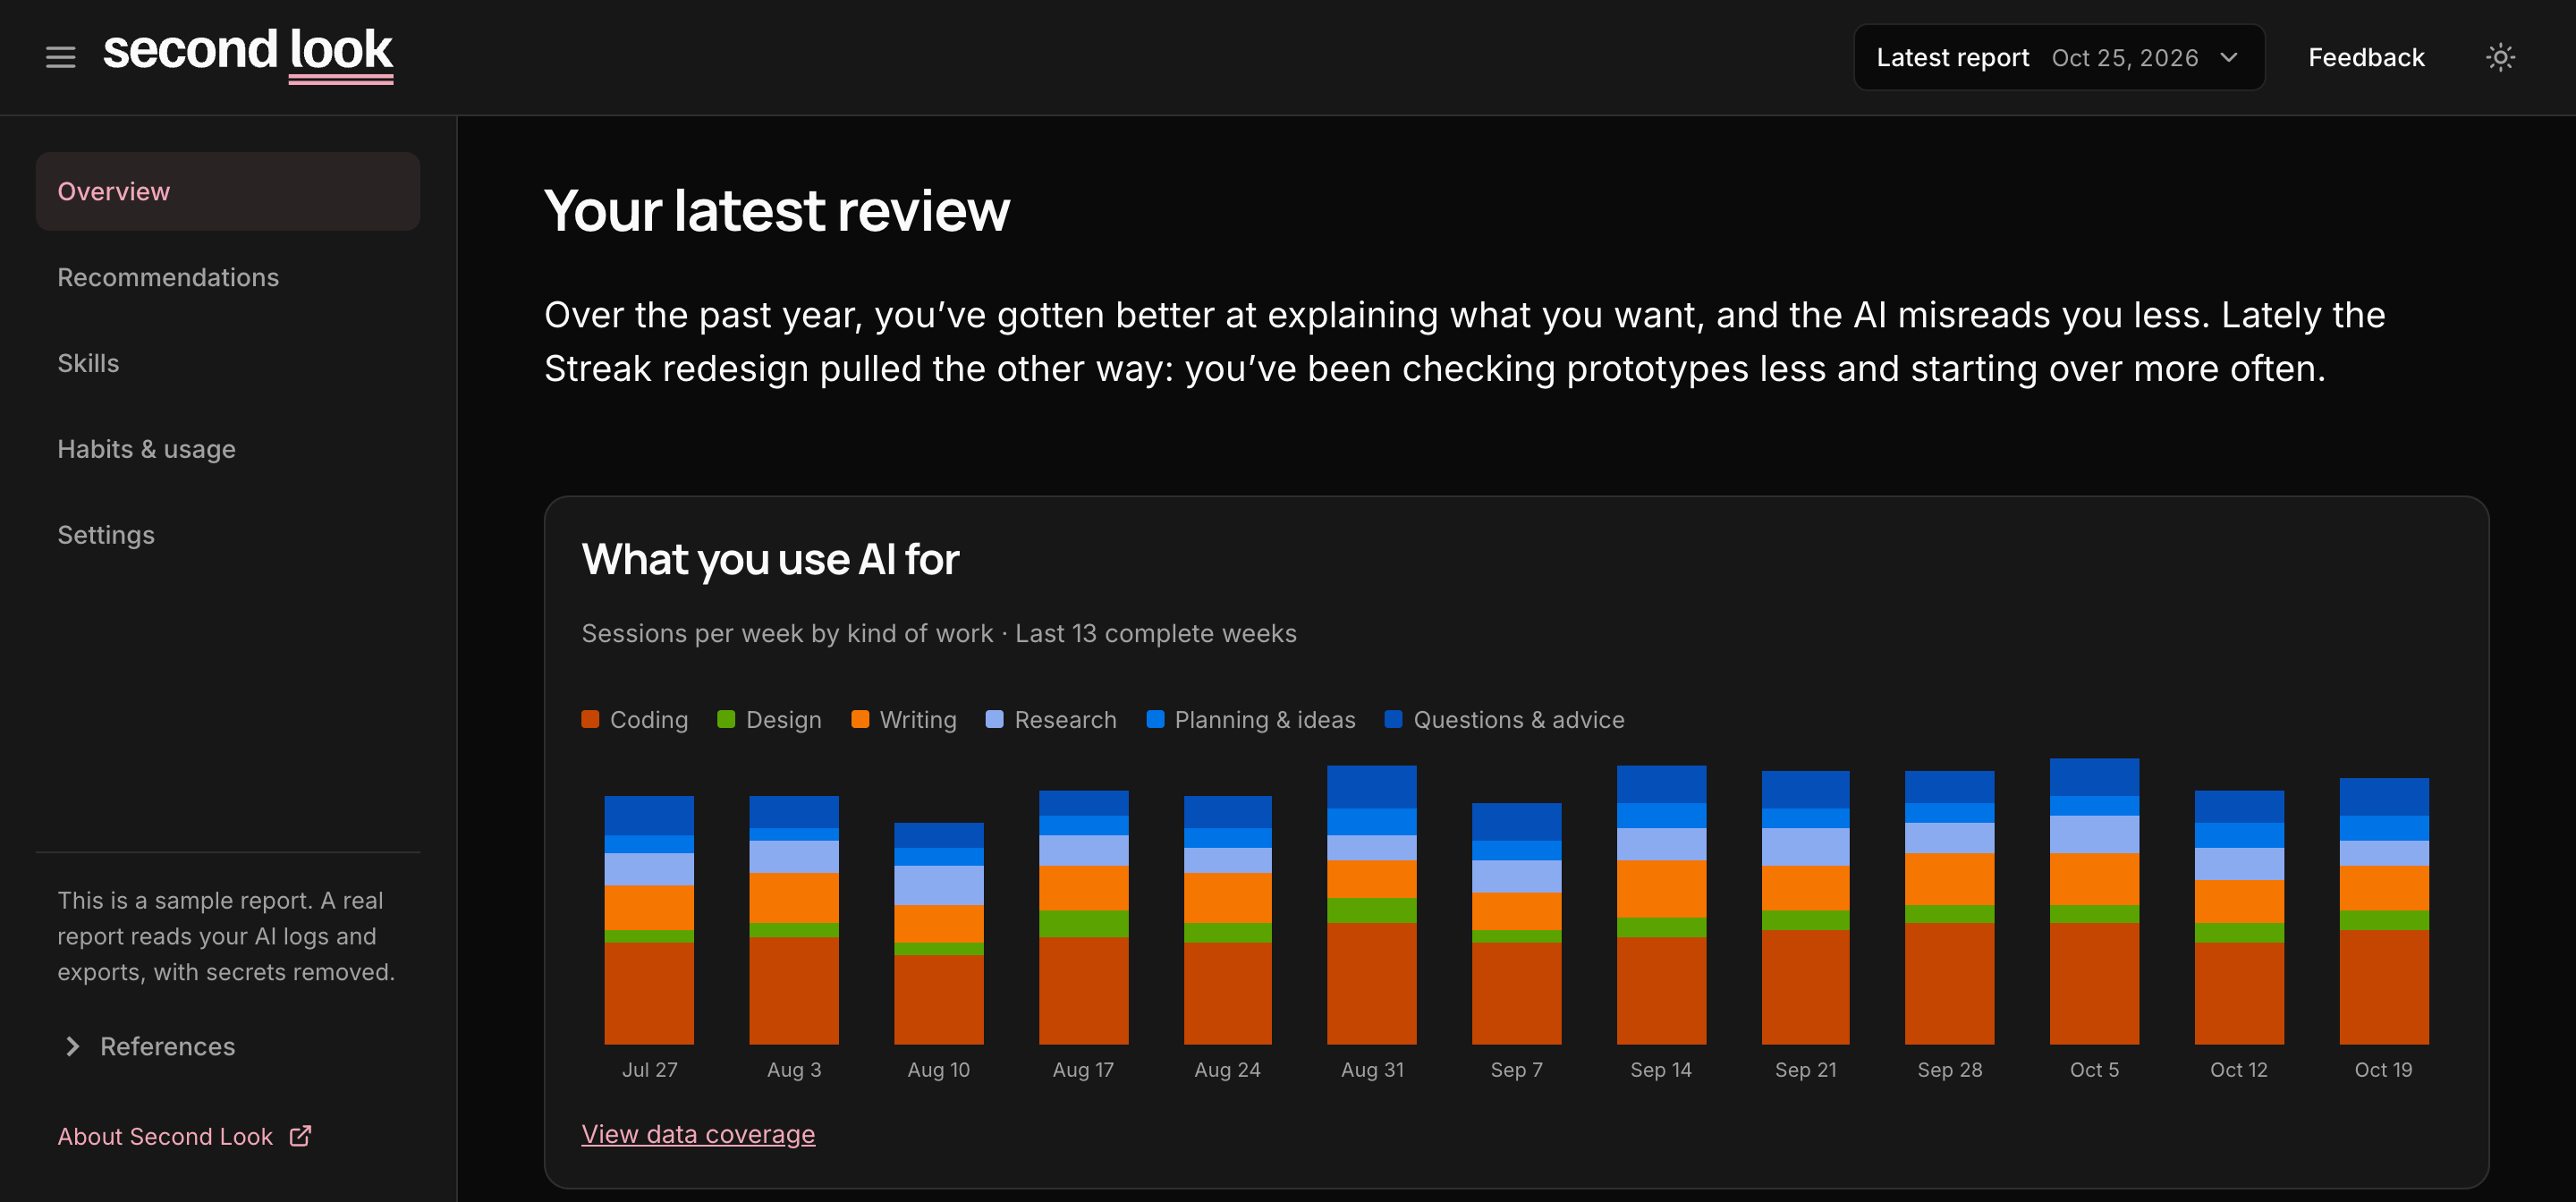 second look
Latest report Oct 25, 2026
Feedback
Overview
Recommendations
Skills
Habits & usage
Settings
This is a sample report. A real
report reads your AI logs and
exports, with secrets removed.
References
About Second Look
Your latest review
Over the past year, you’ve gotten better at explaining what you want, and the AI misreads you less. Lately the
Streak redesign pulled the other way: you’ve been checking prototypes less and starting over more often.
What you use AI for
Sessions per week by kind of work · Last 13 complete weeks
Coding Design Writing Research Planning & ideas Questions & advice
Jul 27 Aug 3 Aug 10 Aug 17 Aug 24 Aug 31 Sep 7 Sep 14 Sep 21 Sep 28 Oct 5 Oct 12 Oct 19
View data coverage